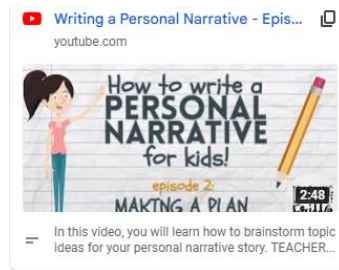 Writing a Personal Narrative - Epis...
youtube.com
How to write a
PERSONAL
NARRATIVE
for kids!
episode 2:
MAKING A PLAN
2:48
In this video, you will learn how to brainstorm topic
ideas for your personal narrative story. TEACHER...